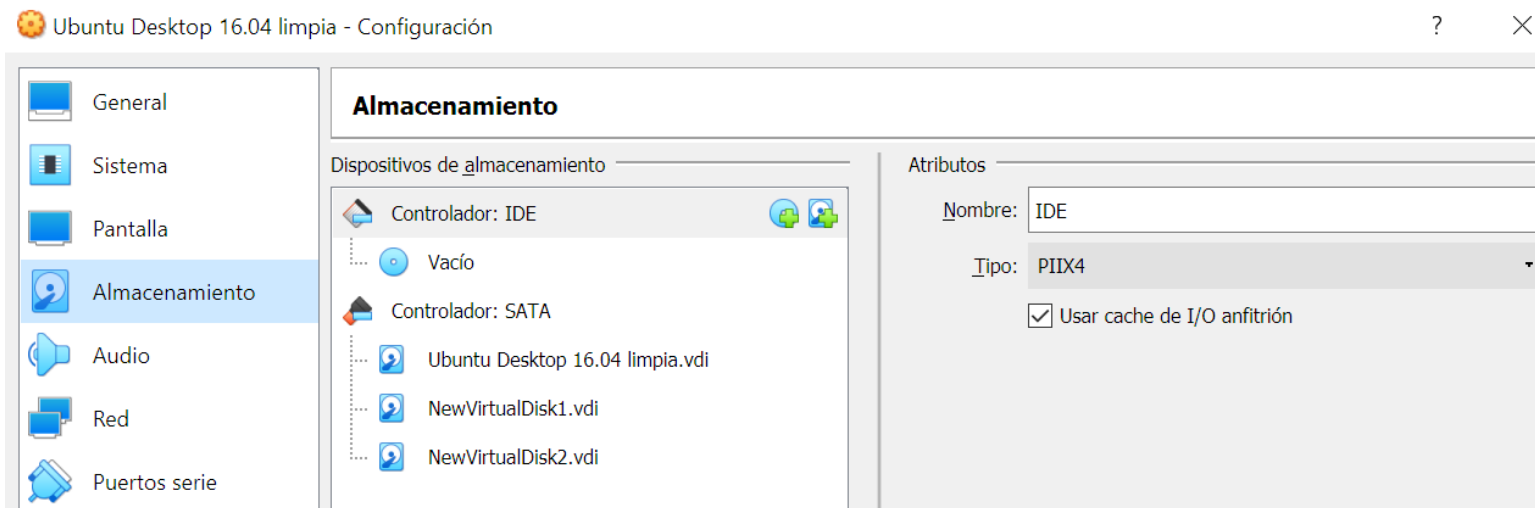 Ubuntu Desktop 16.04 limpia - Configuración
?
General
Sistema
Pantalla
Almacenamiento
Audio
Red
Puertos serie
Almacenamiento
Dispositivos de almacenamiento
Controlador: IDE
Vacío
Controlador: SATA
Ubuntu Desktop 16.04 limpia.vdi
NewVirtualDisk1.vdi
NewVirtualDisk2.vdi
Atributos
Nombre: IDE
Tipo: PIIX4
Usar cache de I/O anfitrión